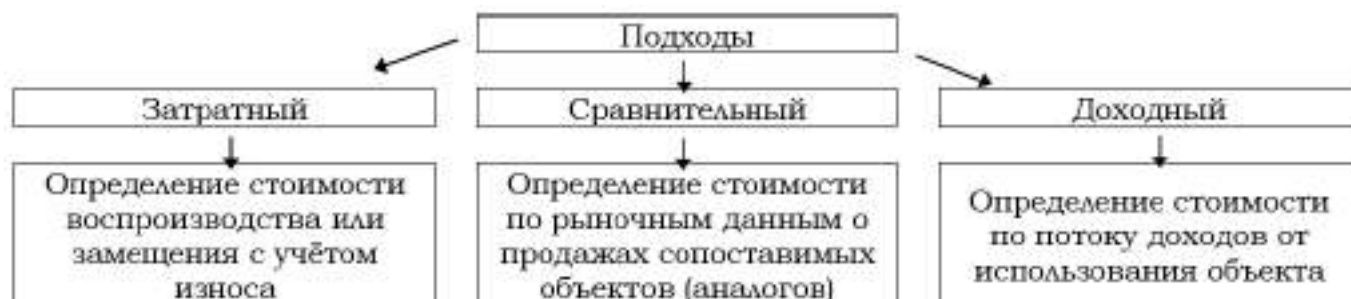 Подходы
Затратный
Сравнительный
Доходный
Определение стоимости
воспроизводства или
замещения с учётом
износа
Определение стоимости
по рыночным данным о
продажах сопоставимых
объектов (аналогов)
Определение стоимости
по потоку доходов от
использования объекта